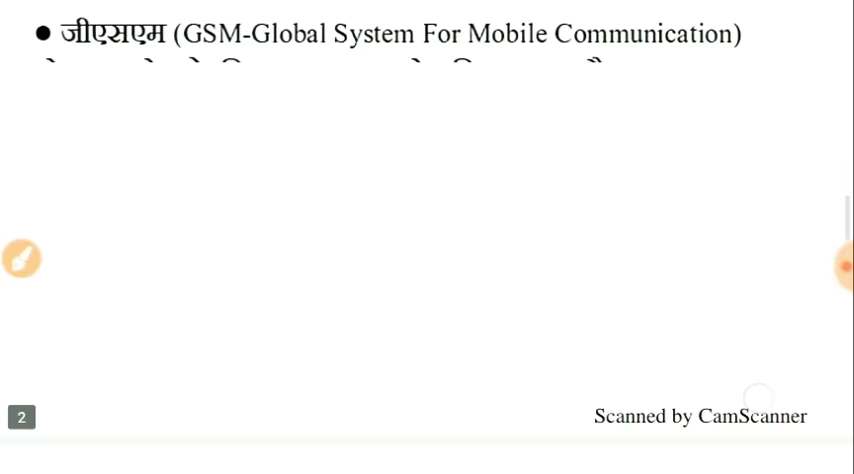 ● जीएसएम (GSM-Global System For Mobile Communication)
2
Scanned by CamScanner